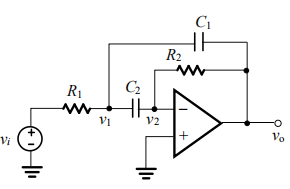 C₁
R₂
R₁
C₂
v₁
v₂
−
+
+
−
vᵢ
vₒ